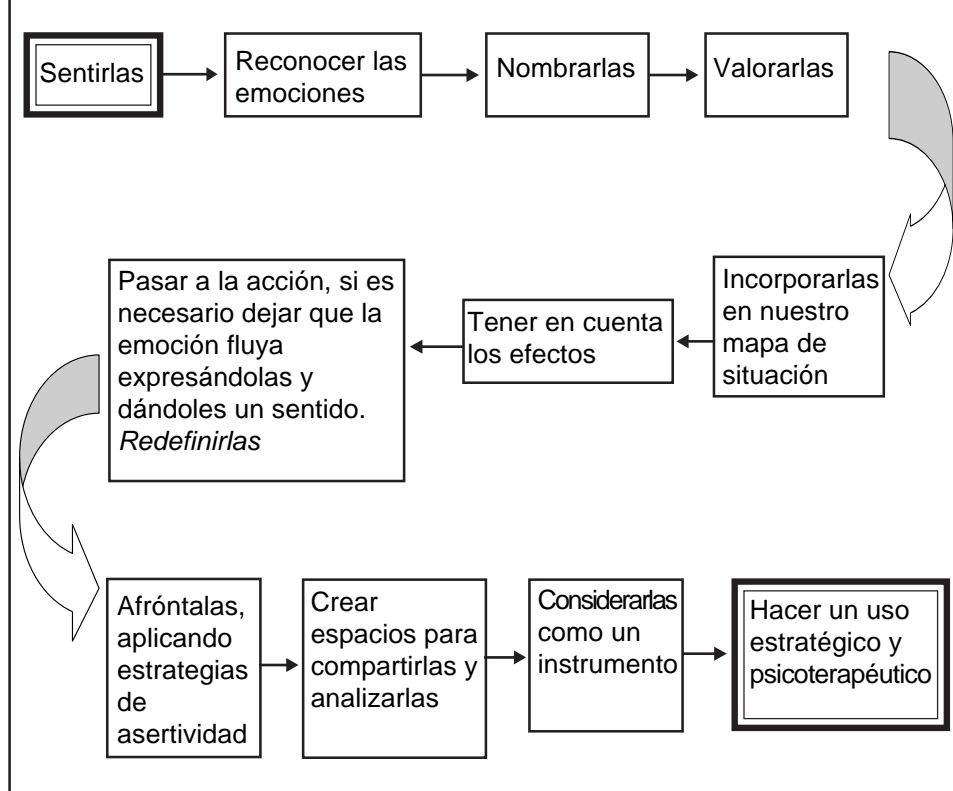 Sentirlas
Reconocer las
emociones
Nombrarlas
Valorarlas
Incorporarlas
en nuestro
mapa de
situación
Tener en cuenta
los efectos
Pasar a la acción, si es
necesario dejar que la
emoción fluya
expresándolas y
dándoles un sentido.
Redefinirlas
Afróntalas,
aplicando
estrategias
de
asertividad
Crear
espacios para
compartirlas y
analizarlas
Considerarlas
como un
instrumento
Hacer un uso
estratégico y
psicoterapéutico